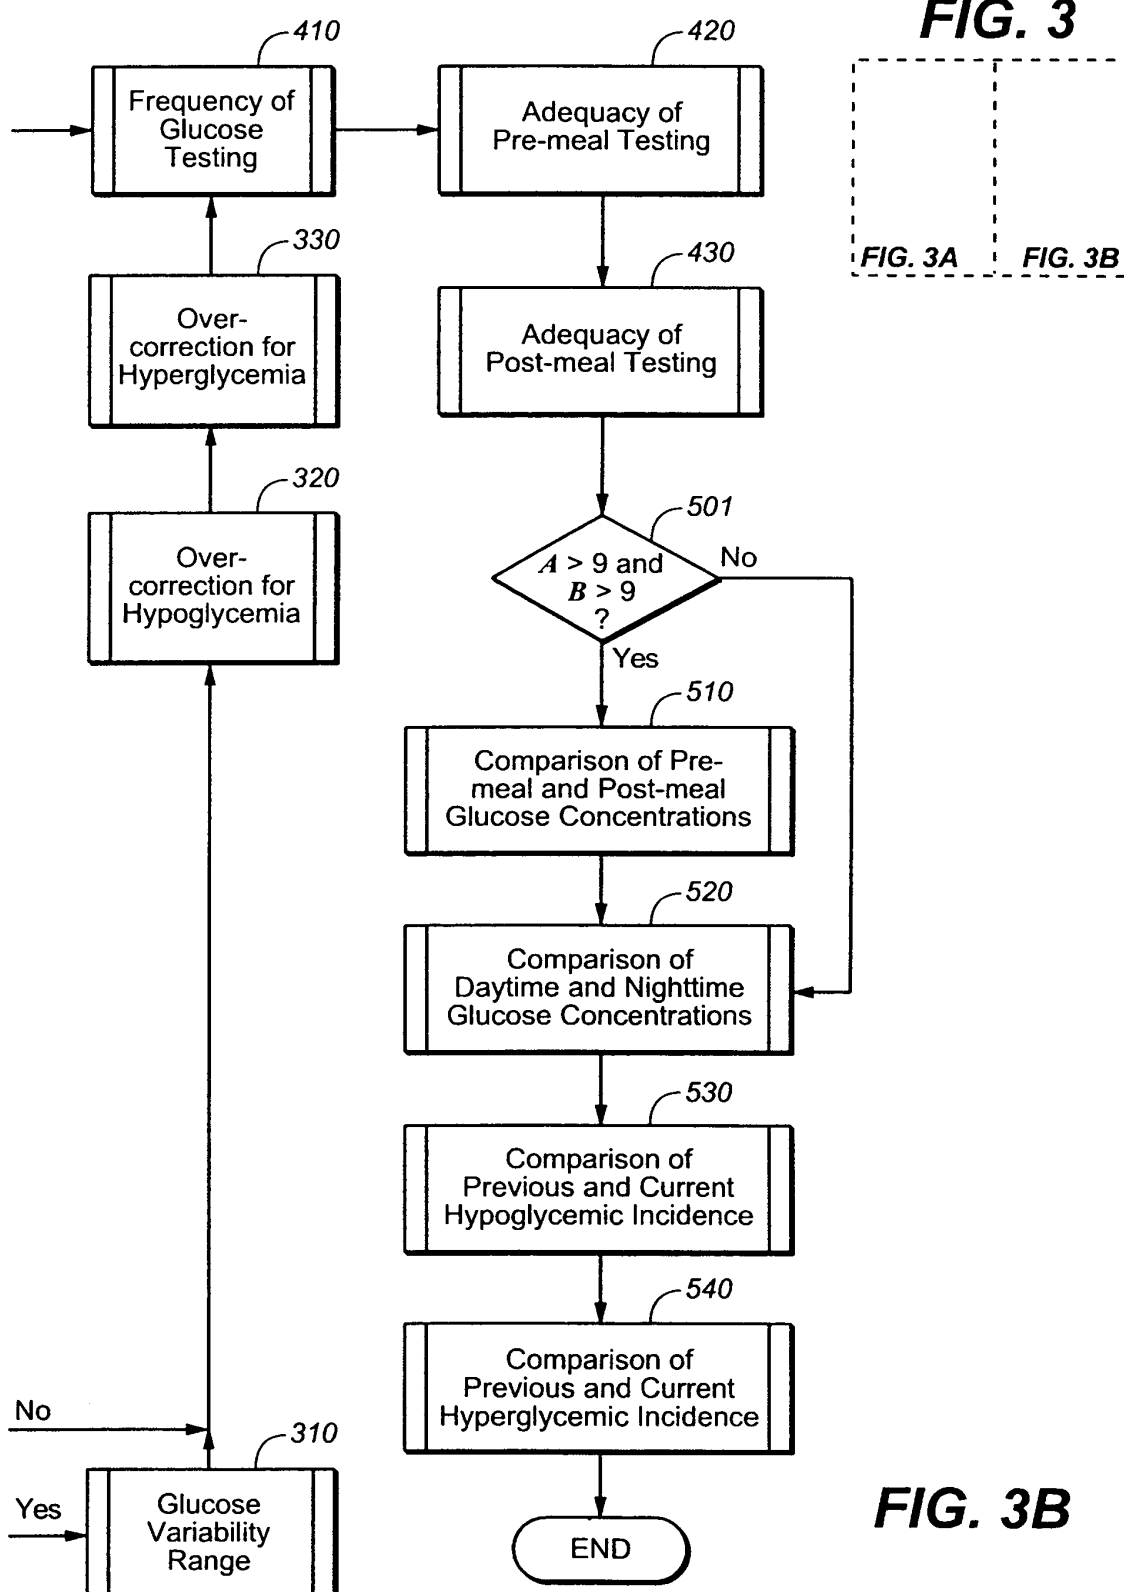 FIG. 3
FIG. 3A
FIG. 3B
410
Frequency of
Glucose
Testing
420
Adequacy of
Pre-meal Testing
330
Over-
correction for
Hyperglycemia
430
Adequacy of
Post-meal Testing
320
Over-
correction for
Hypoglycemia
501
A > 9 and
B > 9
?
No
Yes
510
Comparison of Pre-
meal and Post-meal
Glucose Concentrations
520
Comparison of
Daytime and Nighttime
Glucose Concentrations
530
Comparison of
Previous and Current
Hypoglycemic Incidence
540
Comparison of
Previous and Current
Hyperglycemic Incidence
No
310
Yes
Glucose
Variability
Range
END
FIG. 3B